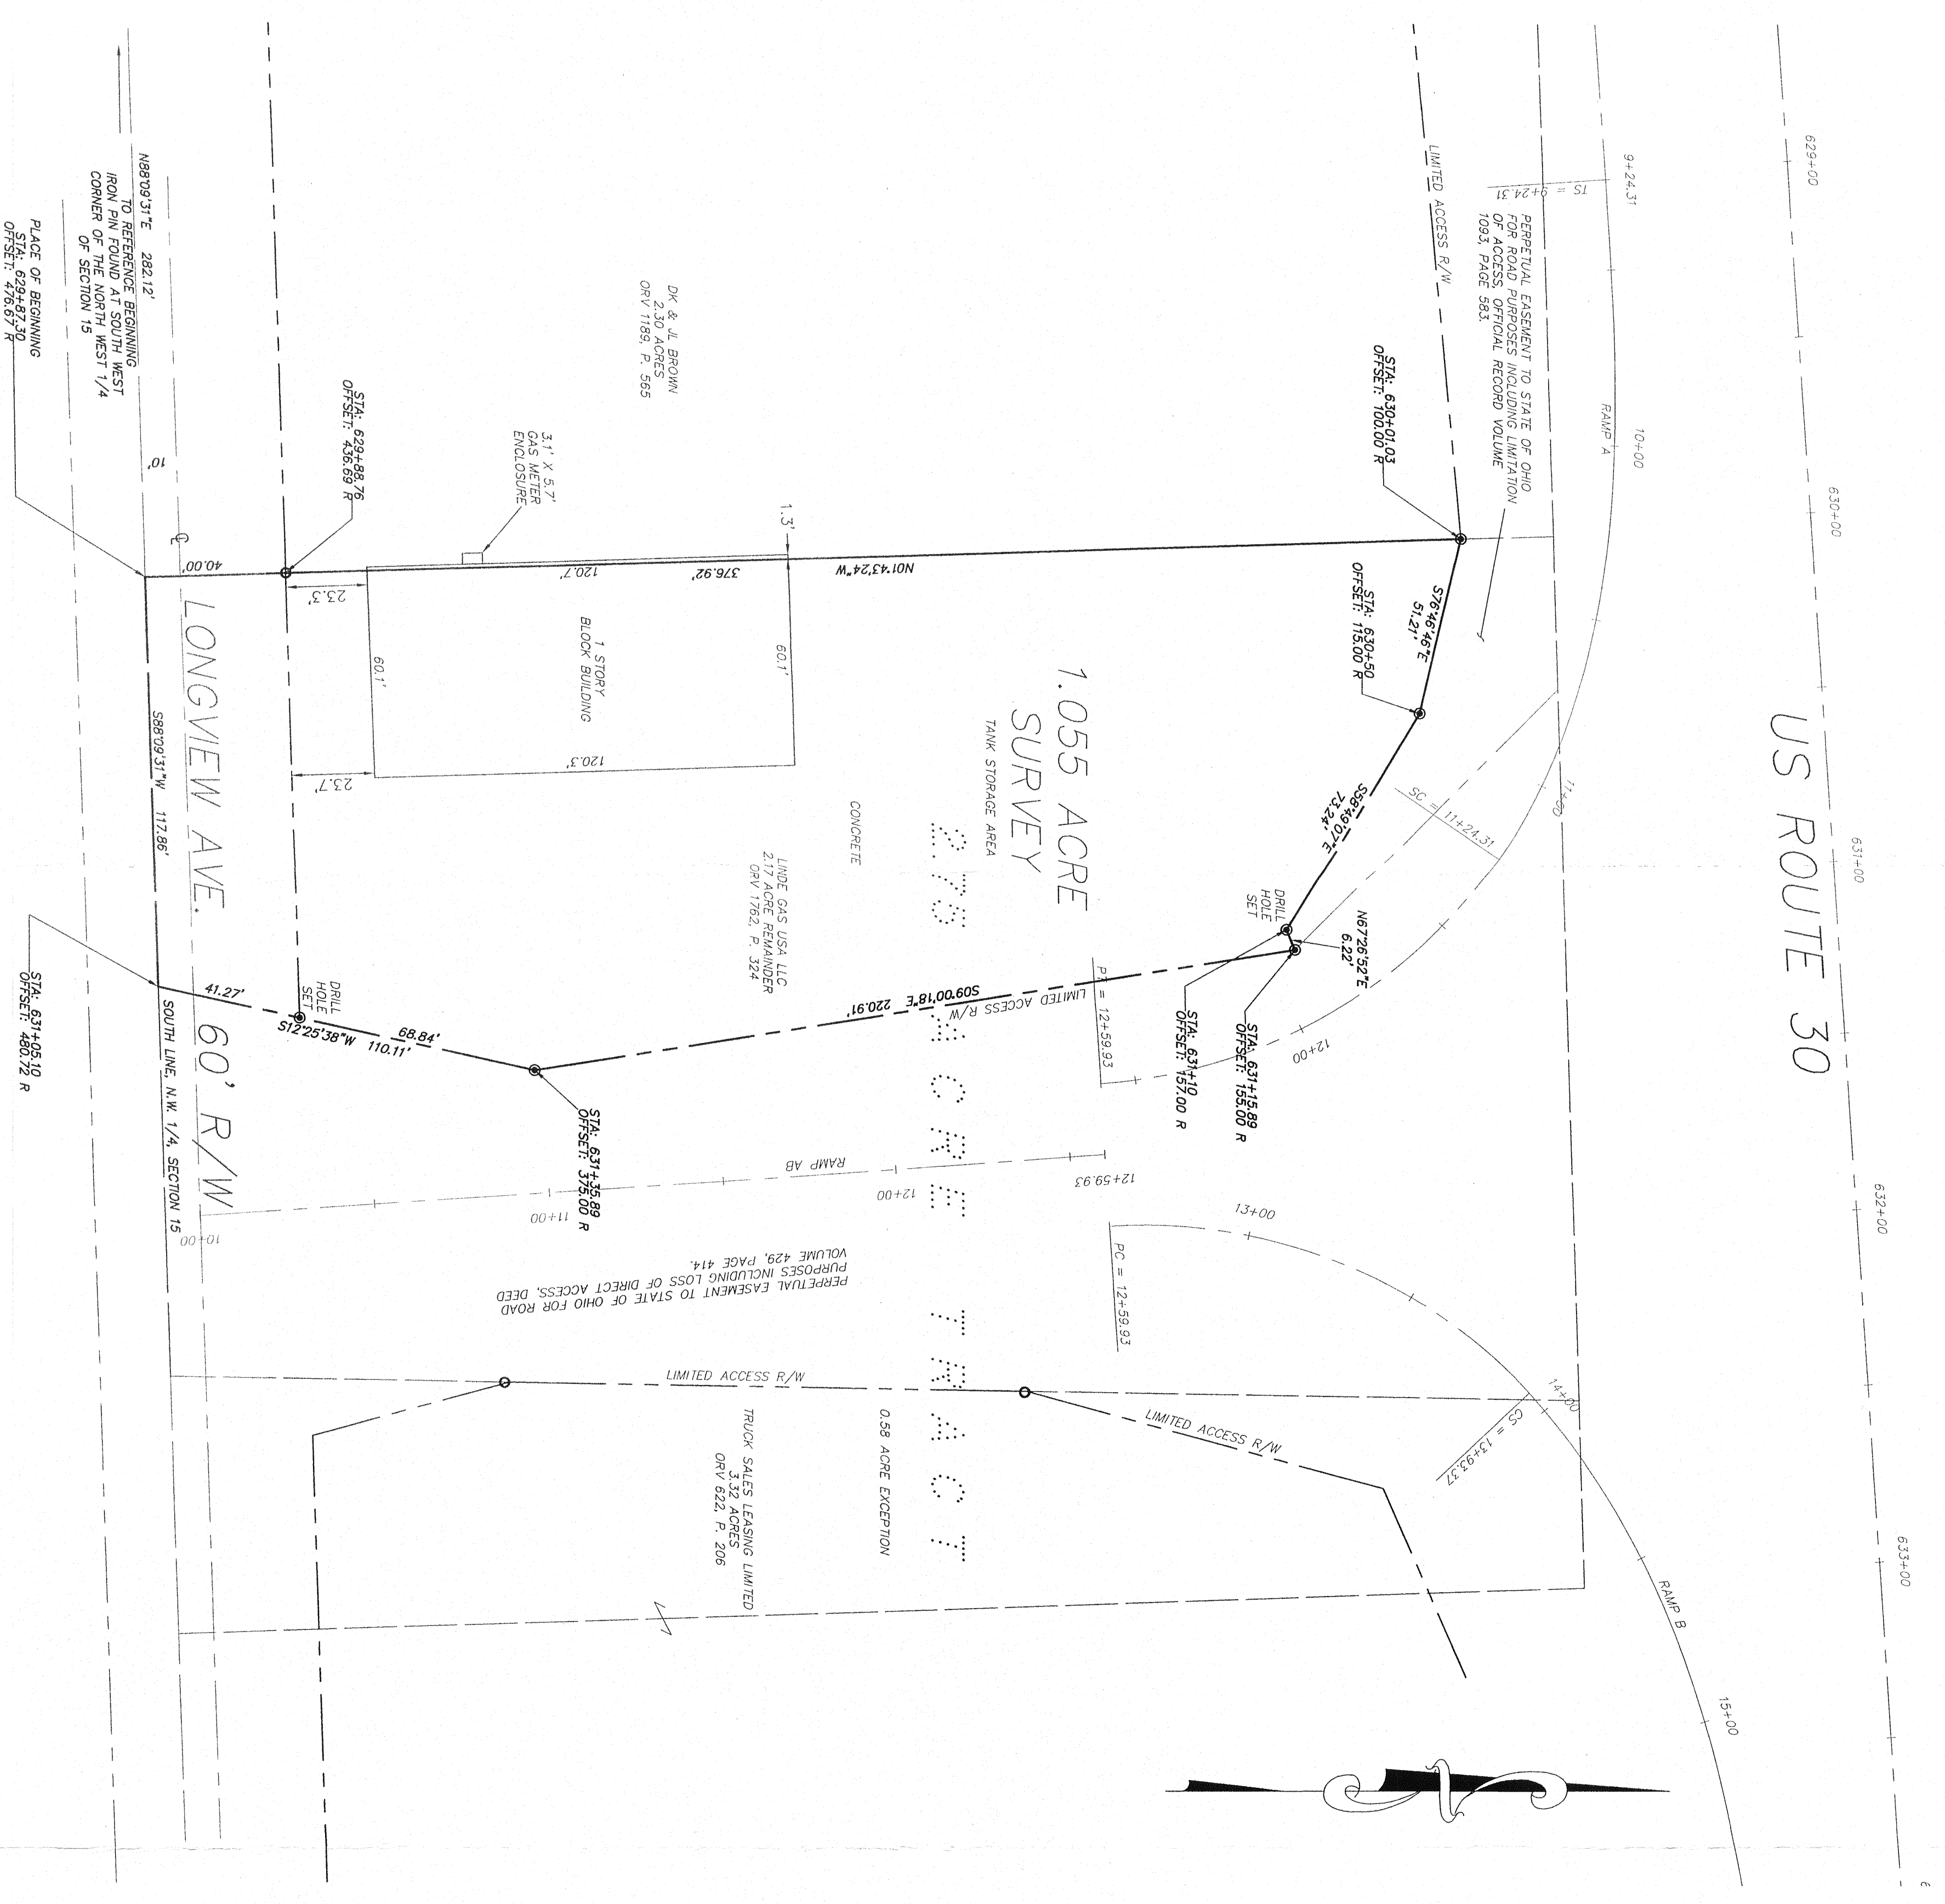 US ROUTE 30
629+00
630+00
631+00
632+00
633+00
9+24.31
TS = 9+24.31
RAMP A
10+00
11+00
SC = 11+24.31
12+00
PT = 12+59.93
LIMITED ACCESS R/W
PERPETUAL EASEMENT TO STATE OF OHIO
FOR ROAD PURPOSES INCLUDING LIMITATION
OF ACCESS, OFFICIAL RECORD VOLUME
1093, PAGE 583.
STA: 630+01.03
OFFSET: 100.00 R
S76°46'46"E
51.21'
STA: 630+50
OFFSET: 115.00 R
S58°49'07"E
73.24'
DRILL
HOLE
SET
N67°26'52"E
6.22'
STA: 631+15.89
OFFSET: 155.00 R
STA: 631+10
OFFSET: 157.00 R
1.055 ACRE
SURVEY
TANK STORAGE AREA
2.75 ACRE TRACT
CONCRETE
LINDE GAS USA LLC
2.17 ACRE REMAINDER
ORV 1762, P. 324
S09°00'18"E 220.91'
LIMITED ACCESS R/W
N01°43'24"W
376.92'
1.3'
120.7'
60.1'
1 STORY
BLOCK BUILDING
60.1'
120.3'
23.3'
23.7'
DK & JL BROWN
2.30 ACRES
ORV 1189, P. 565
3.1' X 5.7'
GAS METER
ENCLOSURE
STA: 629+88.76
OFFSET: 436.69 R
STA: 631+35.89
OFFSET: 375.00 R
68.84'
S12°25'38"W 110.11'
DRILL
HOLE
SET
41.27'
40.00'
10'
LONGVIEW AVE. 60' R/W
S88°09'31"W 117.86'
SOUTH LINE, N.W. 1/4, SECTION 15
N88°09'31"E 282.12'
TO REFERENCE BEGINNING
IRON PIN FOUND AT SOUTH WEST
CORNER OF THE NORTH WEST 1/4
OF SECTION 15
PLACE OF BEGINNING
STA: 629+87.30
OFFSET: 476.67 R
STA: 631+05.10
OFFSET: 480.72 R
RAMP AB
10+00
11+00
12+00
12+59.93
PERPETUAL EASEMENT TO STATE OF OHIO FOR ROAD
PURPOSES INCLUDING LOSS OF DIRECT ACCESS, DEED
VOLUME 429, PAGE 414.
PC = 12+59.93
13+00
14+00
CS = 13+93.37
RAMP B
15+00
LIMITED ACCESS R/W
LIMITED ACCESS R/W
0.58 ACRE EXCEPTION
TRUCK SALES LEASING LIMITED
3.32 ACRES
ORV 622, P. 206